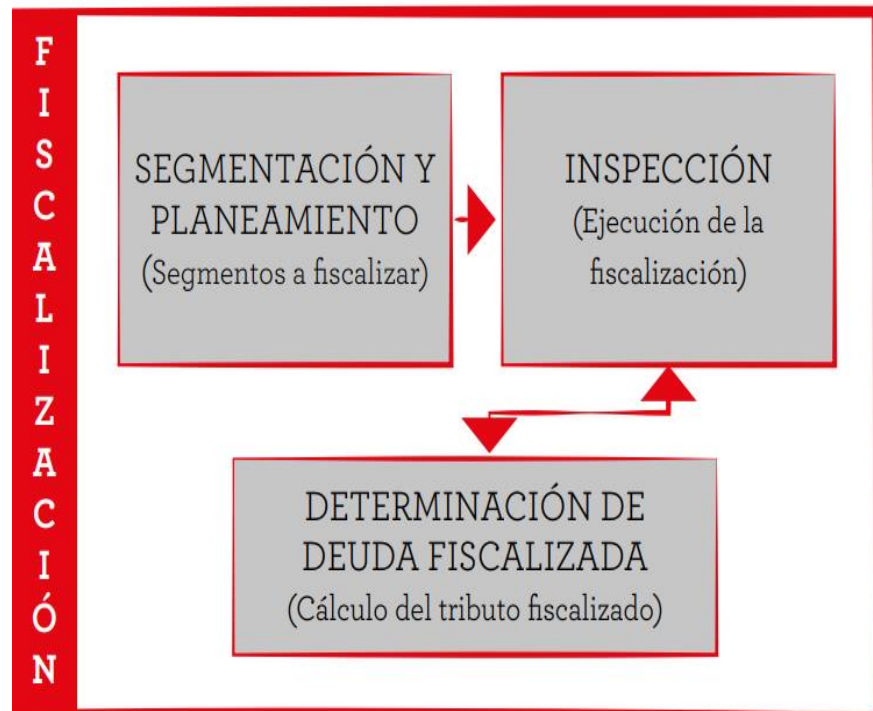 FISCALIZACIÓN
SEGMENTACIÓN Y
PLANEAMIENTO
(Segmentos a fiscalizar)
INSPECCIÓN
(Ejecución de la
fiscalización)
DETERMINACIÓN DE
DEUDA FISCALIZADA
(Cálculo del tributo fiscalizado)